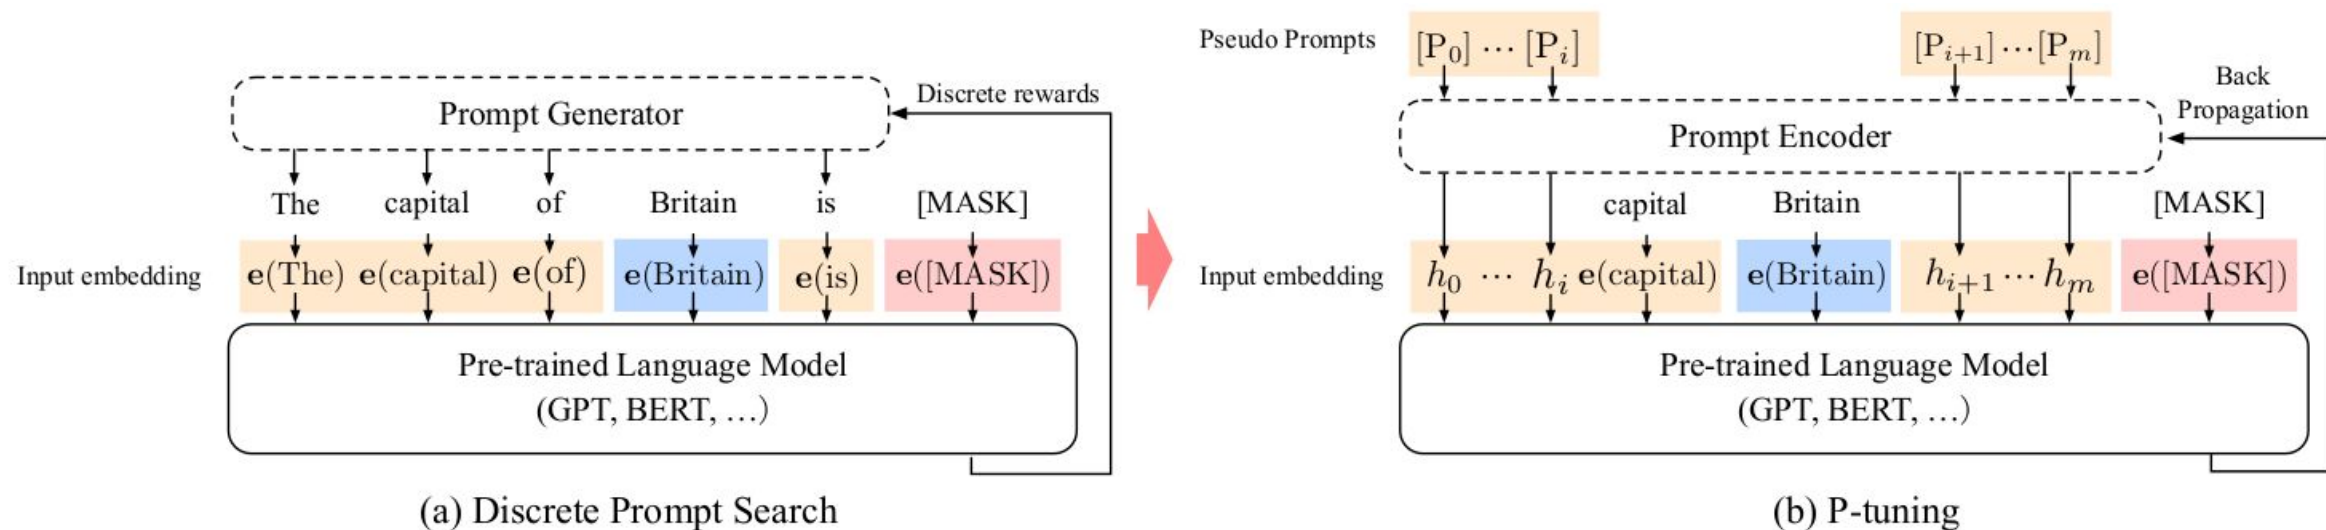 Prompt Generator
Discrete rewards
The capital of Britain is [MASK]
Input embedding e(The) e(capital) e(of) e(Britain) e(is) e([MASK])
Pre-trained Language Model
(GPT, BERT, …)
(a) Discrete Prompt Search
Pseudo Prompts [P₀] ⋯ [Pᵢ] [Pᵢ₊₁] ⋯ [Pₘ]
Back
Propagation
Prompt Encoder
capital Britain [MASK]
Input embedding h₀ ⋯ hᵢ e(capital) e(Britain) hᵢ₊₁ ⋯ hₘ e([MASK])
Pre-trained Language Model
(GPT, BERT, …)
(b) P-tuning